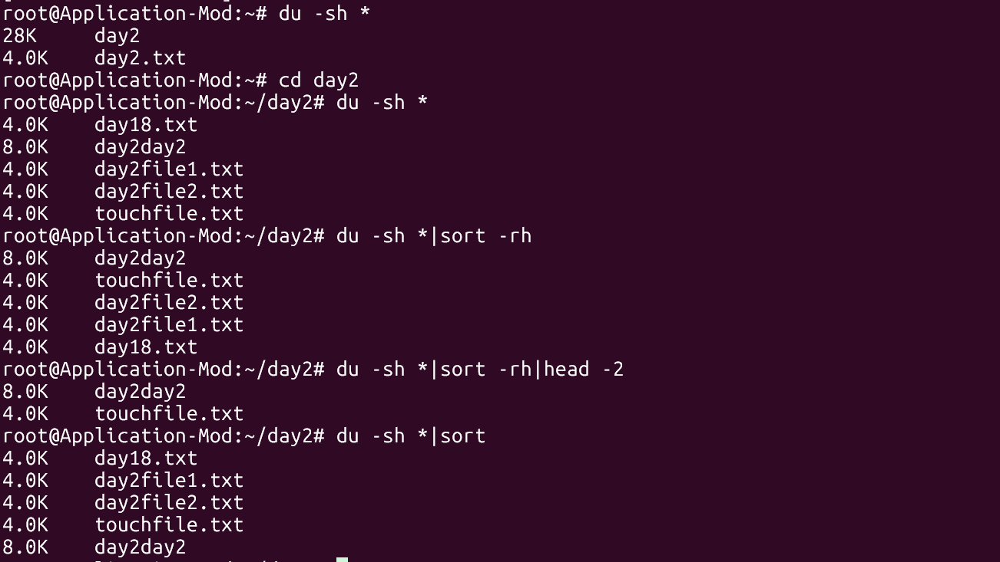 root@Application-Mod:~# du -sh *
28K     day2
4.0K    day2.txt
root@Application-Mod:~# cd day2
root@Application-Mod:~/day2# du -sh *
4.0K    day18.txt
8.0K    day2day2
4.0K    day2file1.txt
4.0K    day2file2.txt
4.0K    touchfile.txt
root@Application-Mod:~/day2# du -sh *|sort -rh
8.0K    day2day2
4.0K    touchfile.txt
4.0K    day2file2.txt
4.0K    day2file1.txt
4.0K    day18.txt
root@Application-Mod:~/day2# du -sh *|sort -rh|head -2
8.0K    day2day2
4.0K    touchfile.txt
root@Application-Mod:~/day2# du -sh *|sort
4.0K    day18.txt
4.0K    day2file1.txt
4.0K    day2file2.txt
4.0K    touchfile.txt
8.0K    day2day2